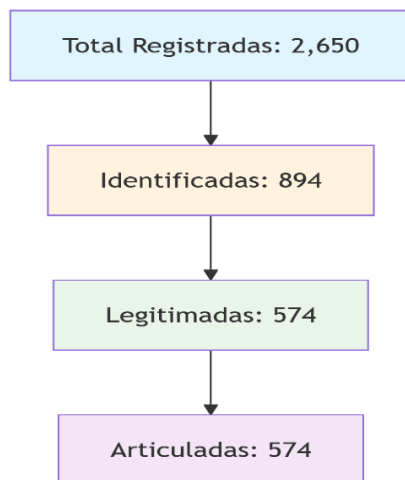 Total Registradas: 2,650
Identificadas: 894
Legitimadas: 574
Articuladas: 574